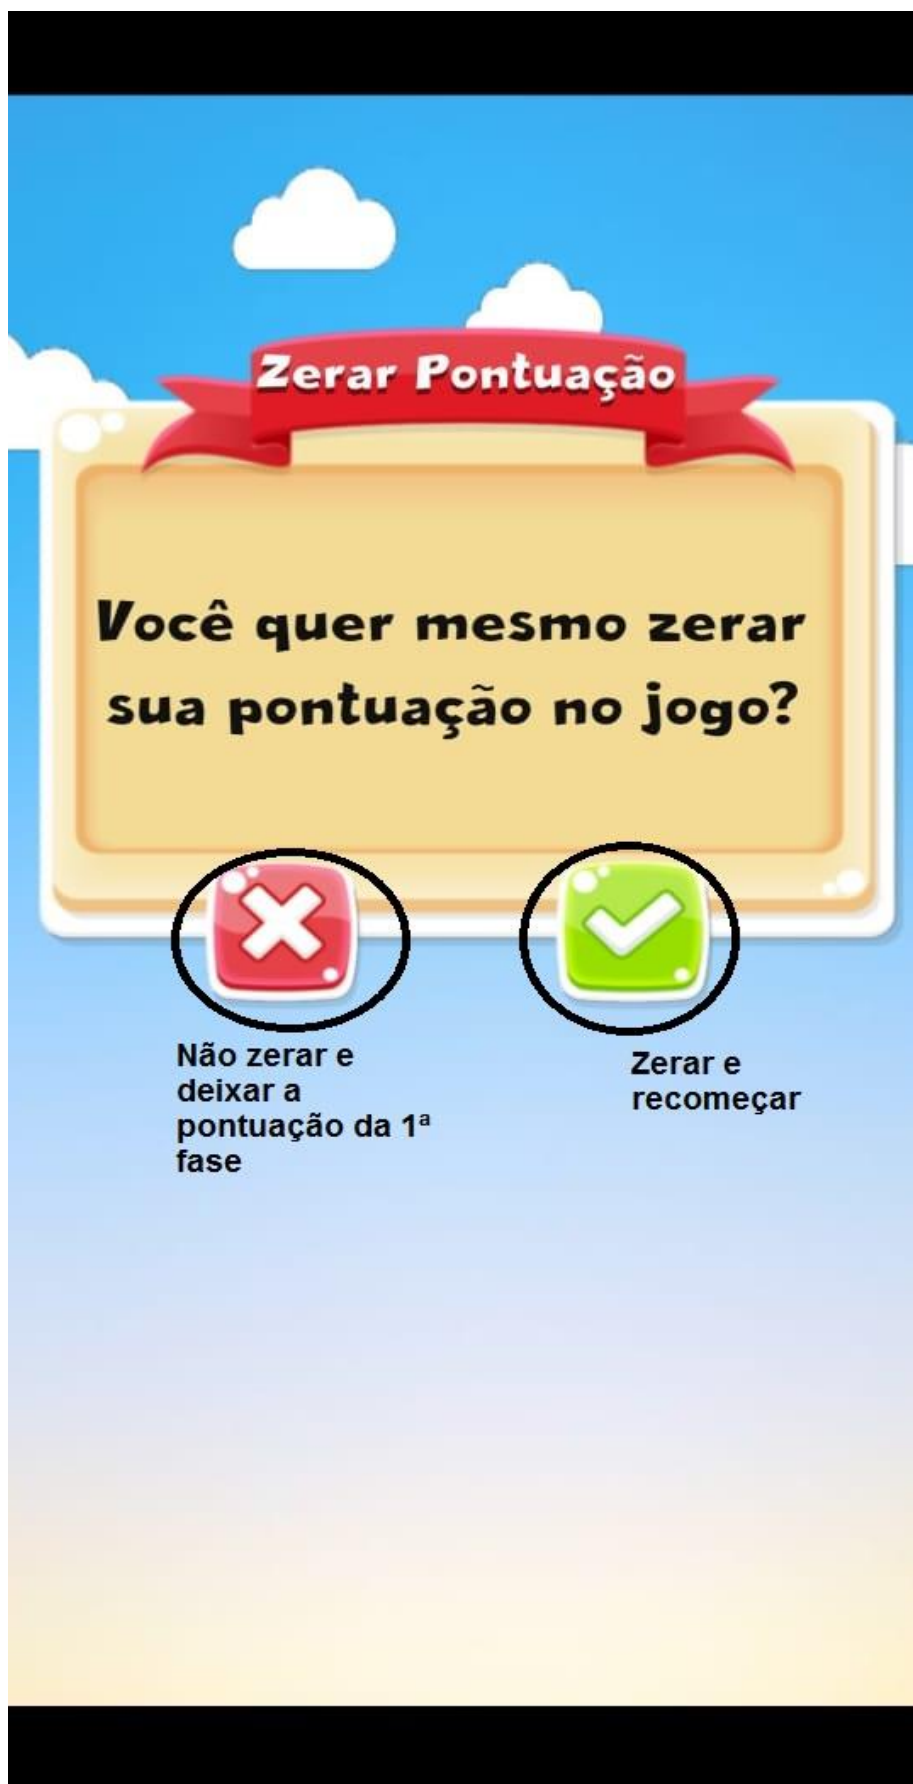 Zerar Pontuação
Você quer mesmo zerar
sua pontuação no jogo?
Não zerar e
deixar a
pontuação da 1ª
fase
Zerar e
recomeçar